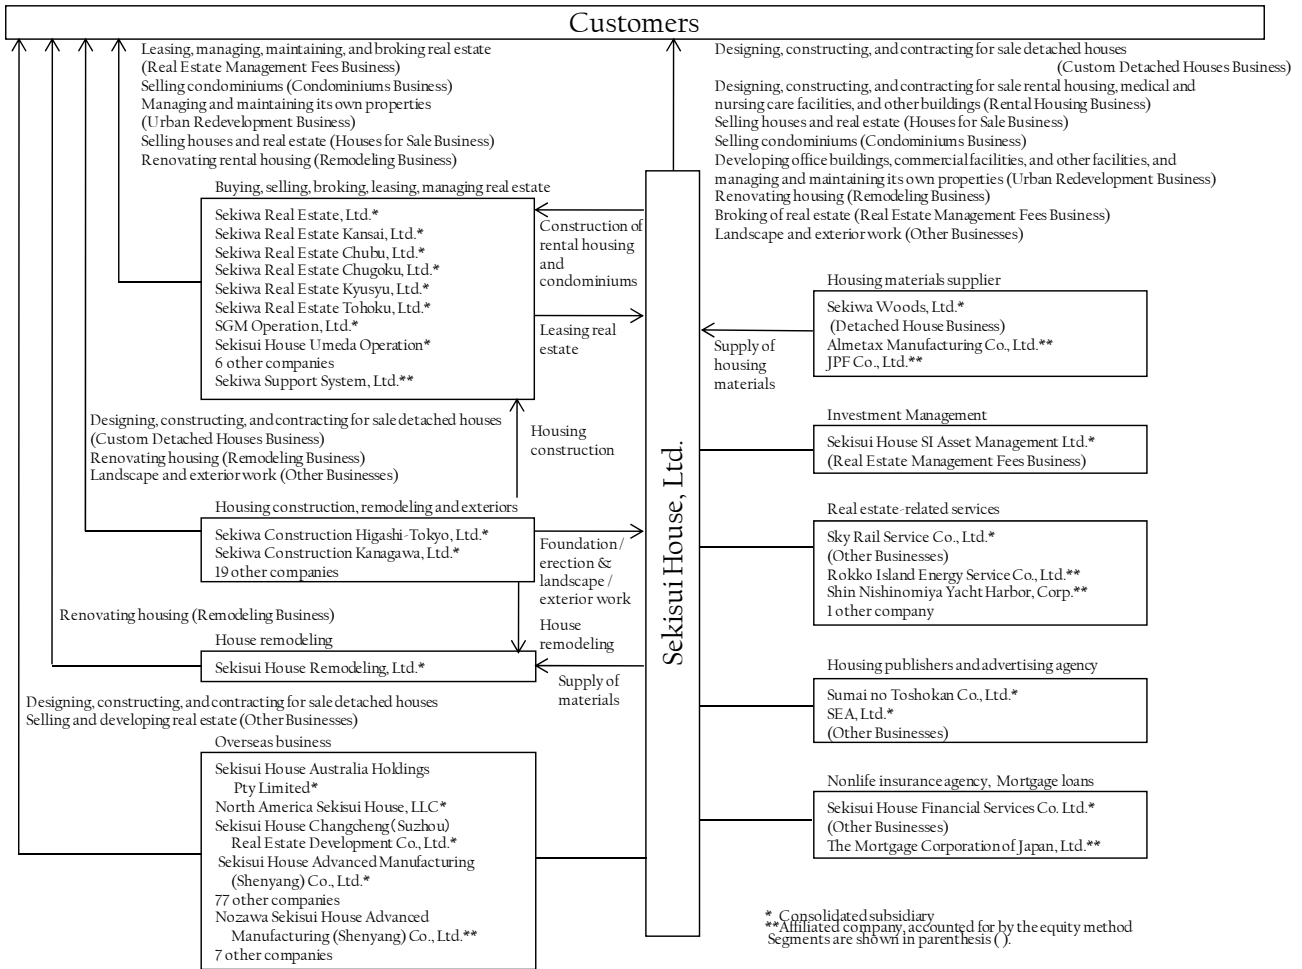 Customers
Leasing, managing, maintaining, and broking real estate
(Real Estate Management Fees Business)
Selling condominiums (Condominiums Business)
Managing and maintaining its own properties
(Urban Redevelopment Business)
Selling houses and real estate (Houses for Sale Business)
Renovating rental housing (Remodeling Business)
Designing, constructing, and contracting for sale detached houses
(Custom Detached Houses Business)
Designing, constructing, and contracting for sale rental housing, medical and
nursing care facilities, and other buildings (Rental Housing Business)
Selling houses and real estate (Houses for Sale Business)
Selling condominiums (Condominiums Business)
Developing office buildings, commercial facilities, and other facilities, and
managing and maintaining its own properties (Urban Redevelopment Business)
Renovating housing (Remodeling Business)
Broking of real estate (Real Estate Management Fees Business)
Landscape and exterior work (Other Businesses)
Buying, selling, broking, leasing, managing real estate
Sekiwa Real Estate, Ltd.*
Sekiwa Real Estate Kansai, Ltd.*
Sekiwa Real Estate Chubu, Ltd.*
Sekiwa Real Estate Chugoku, Ltd.*
Sekiwa Real Estate Kyusyu, Ltd.*
Sekiwa Real Estate Tohoku, Ltd.*
SGM Operation, Ltd.*
Sekisui House Umeda Operation*
6 other companies
Sekiwa Support System, Ltd.**
Construction of
rental housing
and
condominiums
Leasing real
estate
Sekisui House, Ltd.
Housing materials supplier
Sekiwa Woods, Ltd.*
(Detached House Business)
Almetax Manufacturing Co., Ltd.**
JPF Co., Ltd.**
Supply of
housing
materials
Designing, constructing, and contracting for sale detached houses
(Custom Detached Houses Business)
Renovating housing (Remodeling Business)
Landscape and exterior work (Other Businesses)
Housing
construction
Investment Management
Sekisui House SI Asset Management Ltd.*
(Real Estate Management Fees Business)
Housing construction, remodeling and exteriors
Sekiwa Construction Higashi-Tokyo, Ltd.*
Sekiwa Construction Kanagawa, Ltd.*
19 other companies
Foundation /
erection &
landscape /
exterior work
Real estate-related services
Sky Rail Service Co., Ltd.*
(Other Businesses)
Rokko Island Energy Service Co., Ltd.**
Shin Nishinomiya Yacht Harbor, Corp.**
1 other company
Renovating housing (Remodeling Business)
House
remodeling
House remodeling
Sekisui House Remodeling, Ltd.*
Supply of
materials
Housing publishers and advertising agency
Sumai no Toshokan Co., Ltd.*
SEA, Ltd.*
(Other Businesses)
Designing, constructing, and contracting for sale detached houses
Selling and developing real estate (Other Businesses)
Overseas business
Sekisui House Australia Holdings
Pty Limited*
North America Sekisui House, LLC*
Sekisui House Changcheng (Suzhou)
Real Estate Development Co., Ltd.*
Sekisui House Advanced Manufacturing
(Shenyang) Co., Ltd.*
77 other companies
Nozawa Sekisui House Advanced
Manufacturing (Shenyang) Co., Ltd.**
7 other companies
Nonlife insurance agency, Mortgage loans
Sekisui House Financial Services Co. Ltd.*
(Other Businesses)
The Mortgage Corporation of Japan, Ltd.**
* Consolidated subsidiary
**Affiliated company, accounted for by the equity method
Segments are shown in parenthesis ( ).